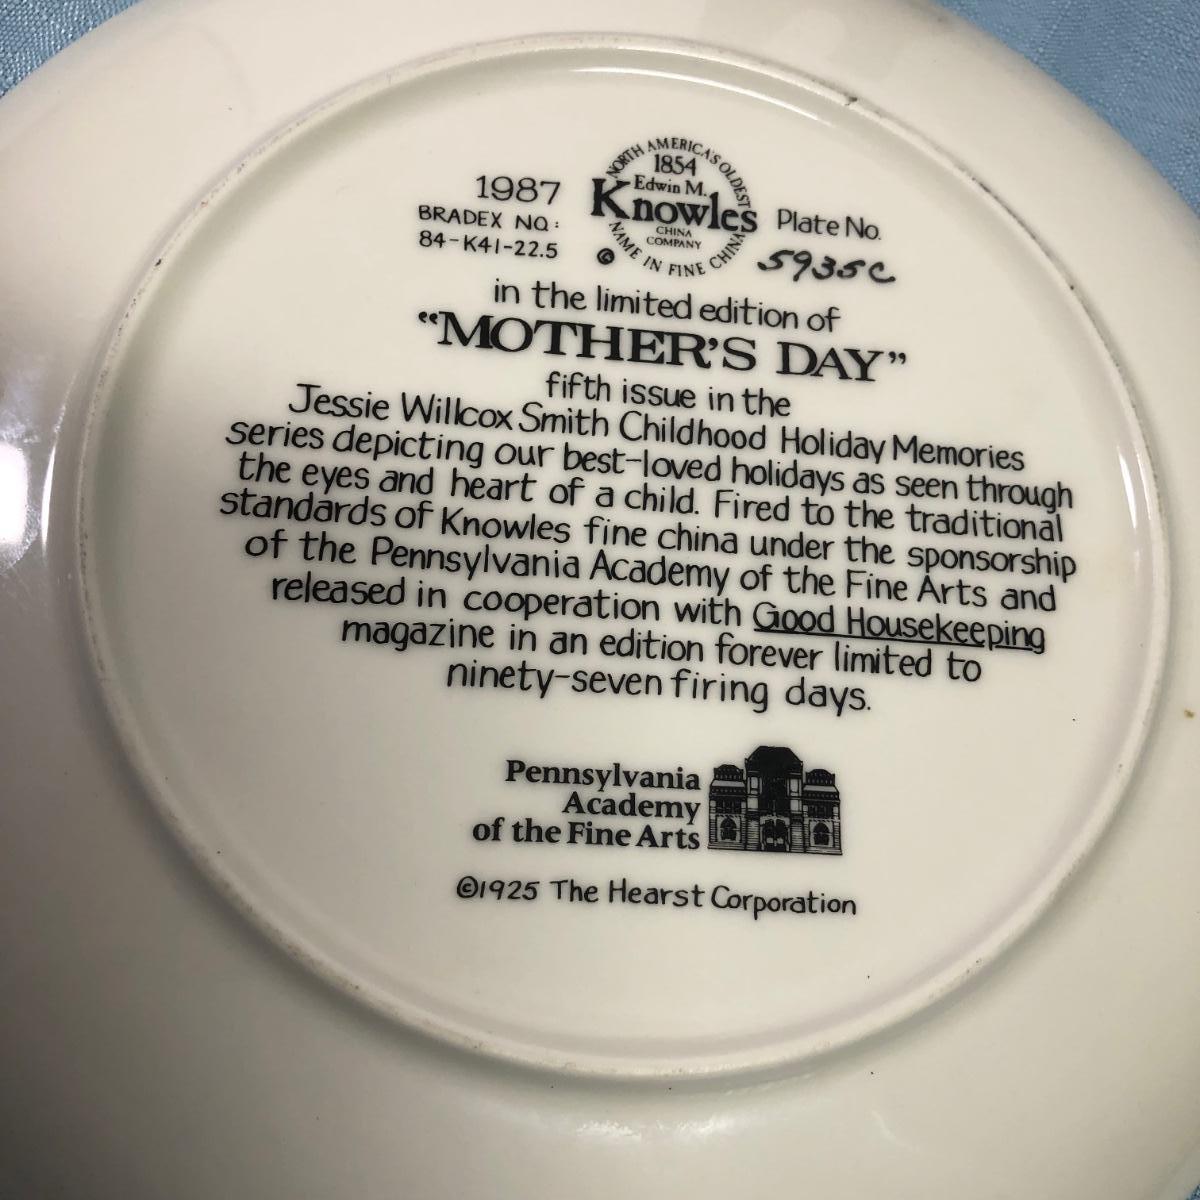 1987
BRADEX NO:
84-K41-22.5
NORTH AMERICA'S OLDEST
1854
Edwin M.
Knowles
CHINA
COMPANY
NAME IN FINE CHINA
Plate No.
5935C
in the limited edition of
“MOTHER'S DAY”
fifth issue in the
Jessie Willcox Smith Childhood Holiday Memories
series depicting our best-loved holidays as seen through
the eyes and heart of a child. Fired to the traditional
standards of Knowles fine china under the sponsorship
of the Pennsylvania Academy of the Fine Arts and
released in cooperation with Good Housekeeping
magazine in an edition forever limited to
ninety-seven firing days.
Pennsylvania
Academy
of the Fine Arts
©1925 The Hearst Corporation